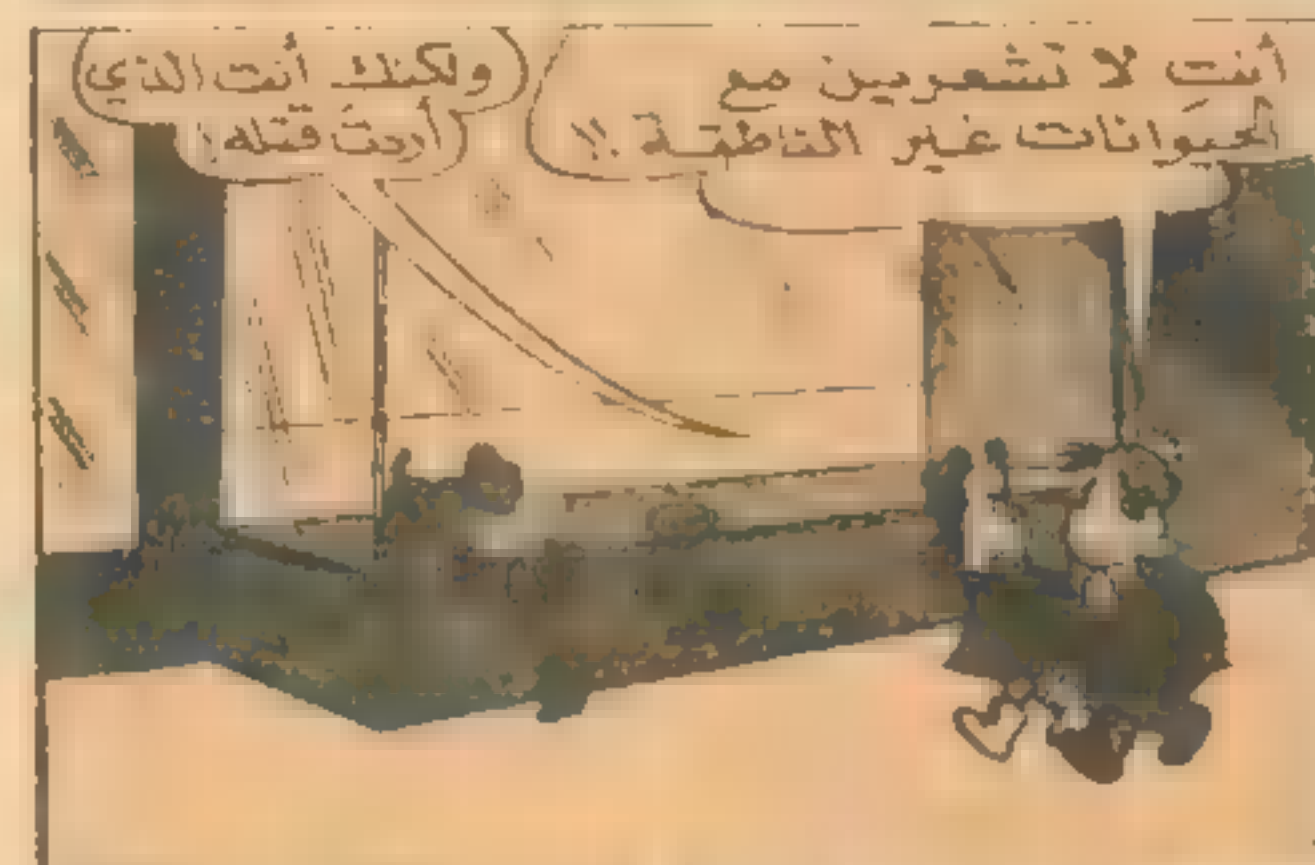 أنت لا تشعرين مع
الحيوانات غير الناطقة !!
ولكنك أنت الذي
أردتَ قتله !